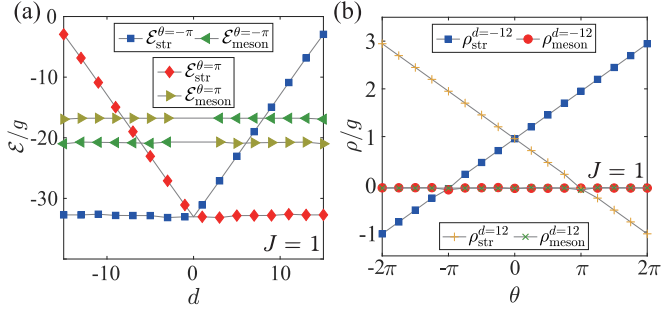 (a)
0
-10
-20
-30
ℰ/g
-10 0 10
d
ℰ_str^{θ=-π} ℰ_meson^{θ=-π}
ℰ_str^{θ=π}
ℰ_meson^{θ=π}
J = 1
(b)
3
2
1
0
-1
ρ/g
-2π -π 0 π 2π
θ
ρ_str^{d=-12} ρ_meson^{d=-12}
J = 1
ρ_str^{d=12} ρ_meson^{d=12}